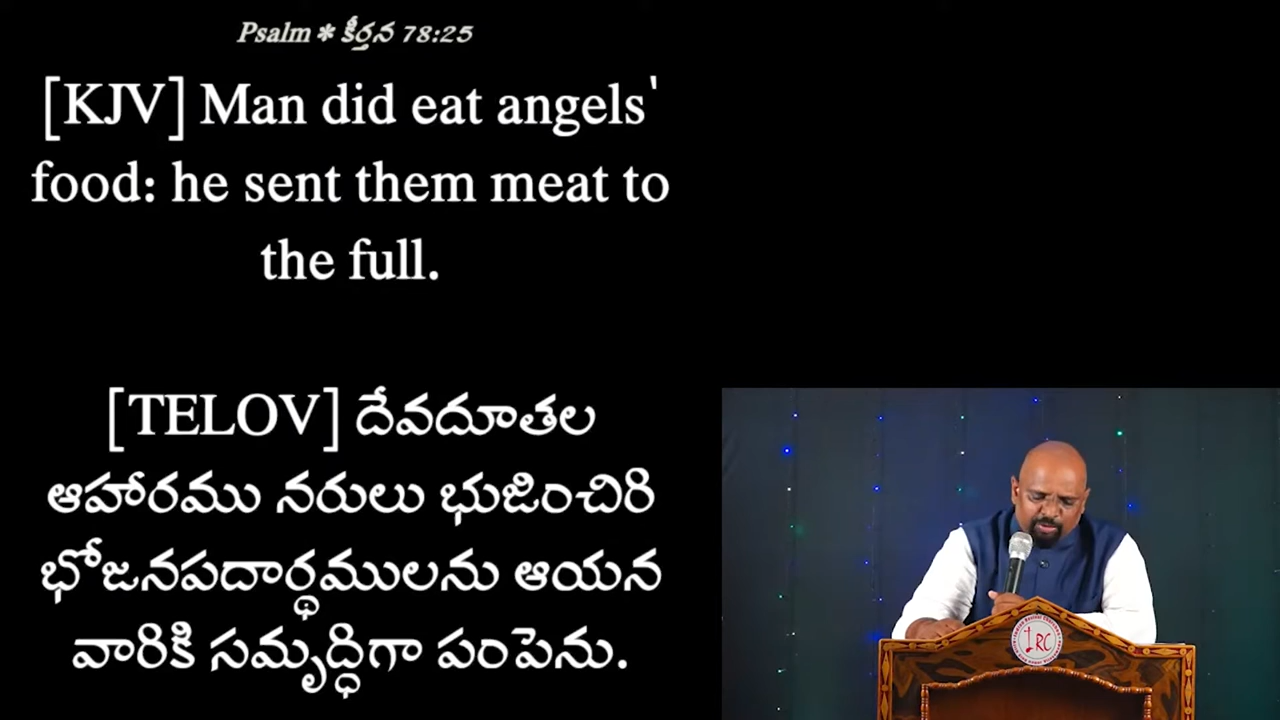 Psalm * కీర్తన 78:25
[KJV] Man did eat angels'
food: he sent them meat to
the full.
[TELOV] దేవదూతల
ఆహారము నరులు భుజించిరి
భోజనపదార్థములను ఆయన
వారికి సమృద్ధిగా పంపెను.
IRC